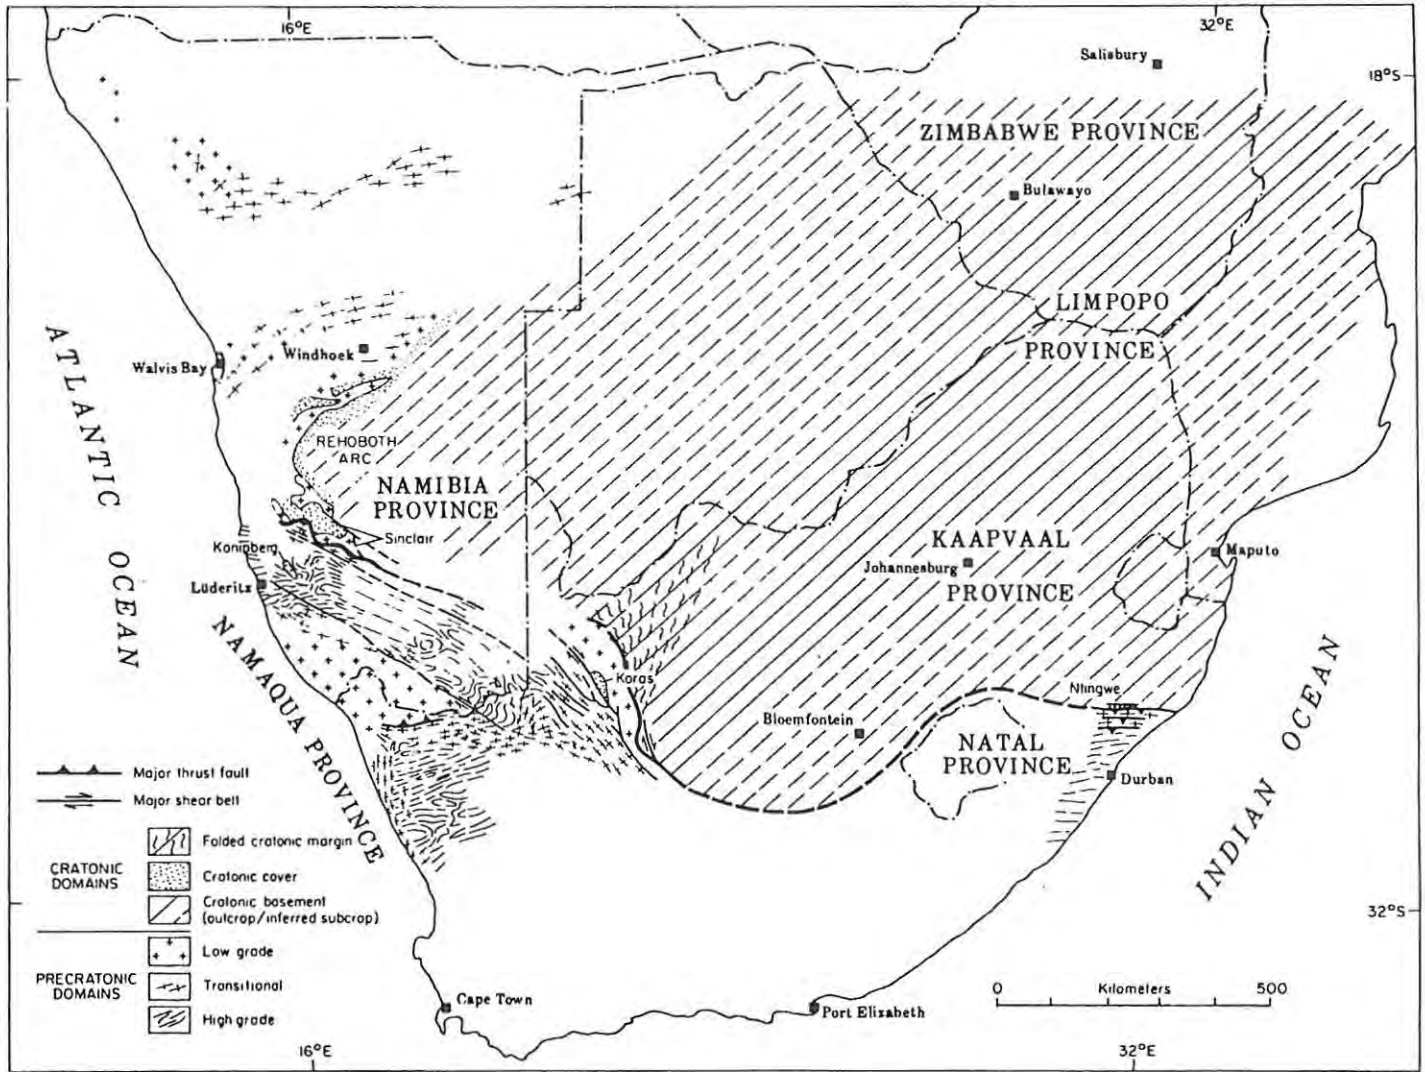 16°E
32°E
Salisbury
18°S
ZIMBABWE PROVINCE
Bulawayo
LIMPOPO
PROVINCE
ATLANTIC OCEAN
Walvis Bay
Windhoek
REHOBOTH
ARC
NAMIBIA
PROVINCE
Sinclair
Konipberg
Lüderitz
KAAPVAAL
PROVINCE
Johannesburg
Maputo
NAMAQUA PROVINCE
Koras
Bloemfontein
Ntingwe
NATAL
PROVINCE
Durban
INDIAN OCEAN
Major thrust fault
Major shear belt
CRATONIC
DOMAINS
Folded cratonic margin
Cratonic cover
Cratonic basement
(outcrop/inferred subcrop)
PRECRATONIC
DOMAINS
Low grade
Transitional
High grade
32°S
Cape Town
Port Elizabeth
0 Kilometers 500
16°E
32°E